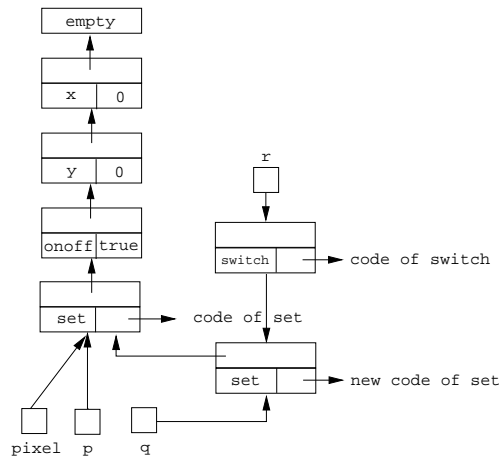 empty
x 0
y 0
r
onoff true
switch
code of switch
set
code of set
set
new code of set
pixel p q